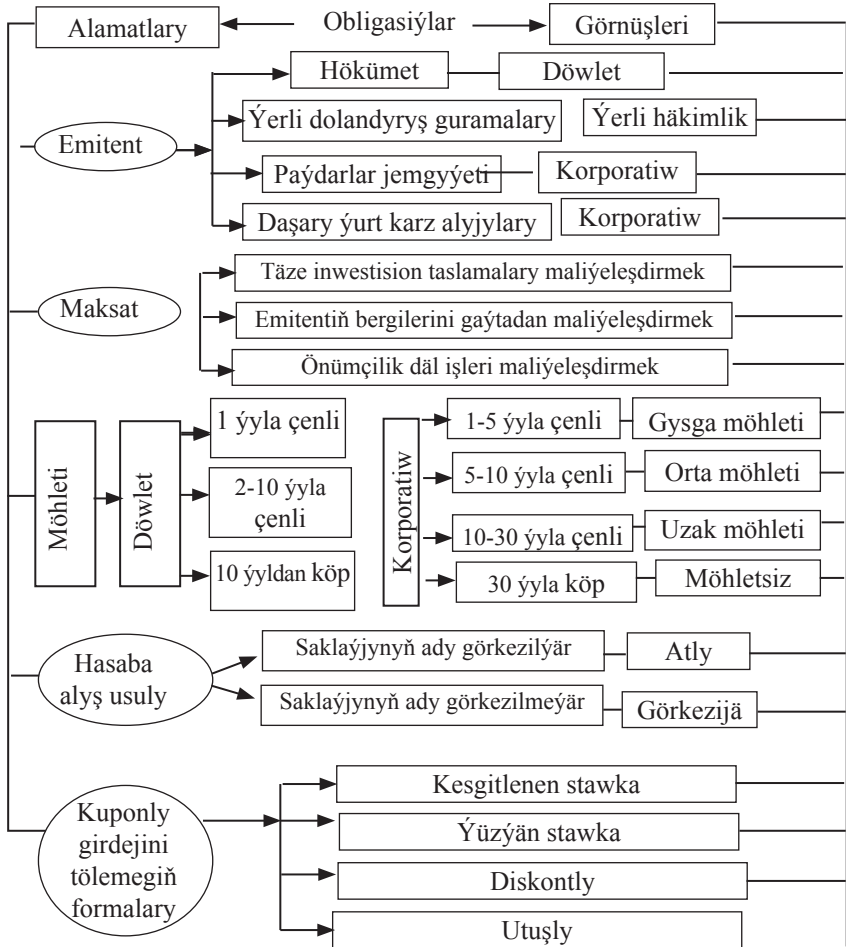 Alamatlary
Obligasiýlar
Görnüşleri
Hökümet
Döwlet
Emitent
Ýerli dolandyryş guramalary
Ýerli häkimlik
Paýdarlar jemgyýeti
Korporatiw
Daşary ýurt karz alyjylary
Korporatiw
Maksat
Täze inwestision taslamalary maliýeleşdirmek
Emitentiň bergilerini gaýtadan maliýeleşdirmek
Önümçilik däl işleri maliýeleşdirmek
Möhleti
Döwlet
1 ýyla çenli
2-10 ýyla
çenli
10 ýyldan köp
Korporatiw
1-5 ýyla çenli
Gysga möhleti
5-10 ýyla çenli
Orta möhleti
10-30 ýyla çenli
Uzak möhleti
30 ýyla köp
Möhletsiz
Hasaba
alyş usuly
Saklaýjynyň ady görkezilýär
Atly
Saklaýjynyň ady görkezilmeýär
Görkezijä
Kuponly
girdejini
tölemegiň
formalary
Kesgitlenen stawka
Ýüzýän stawka
Diskontly
Utuşly